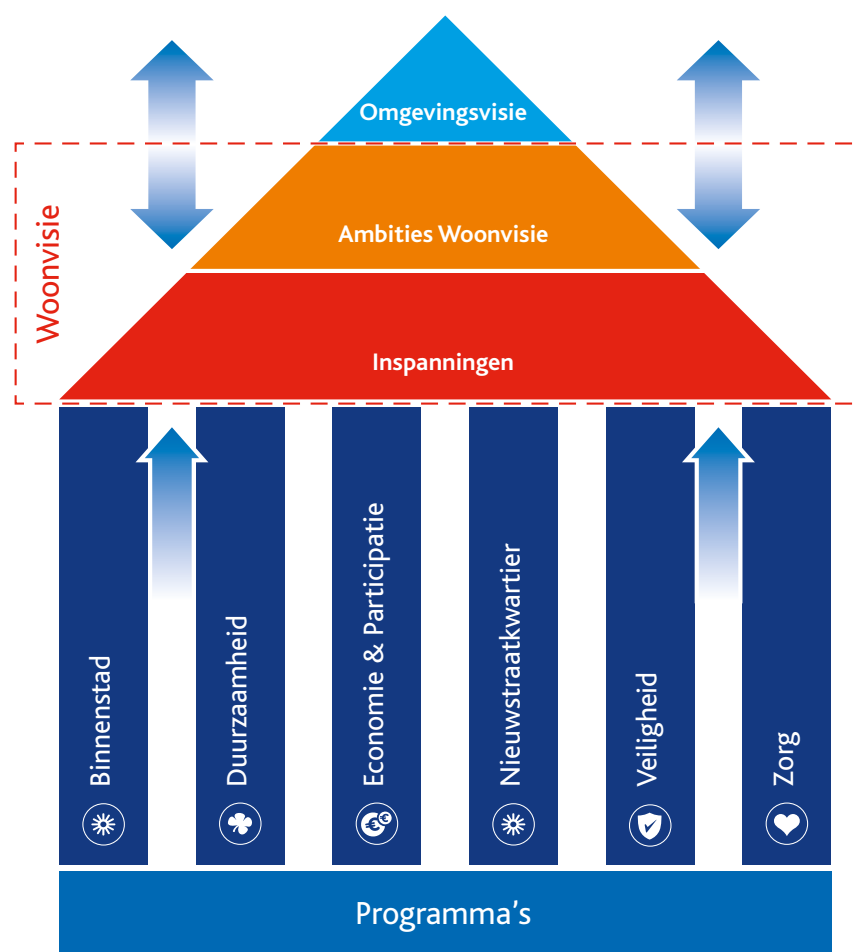 Omgevingsvisie
Woonvisie
Ambities Woonvisie
Inspanningen
Binnenstad
Duurzaamheid
Economie & Participatie
Nieuwstraatkwartier
Veiligheid
Zorg
Programma's